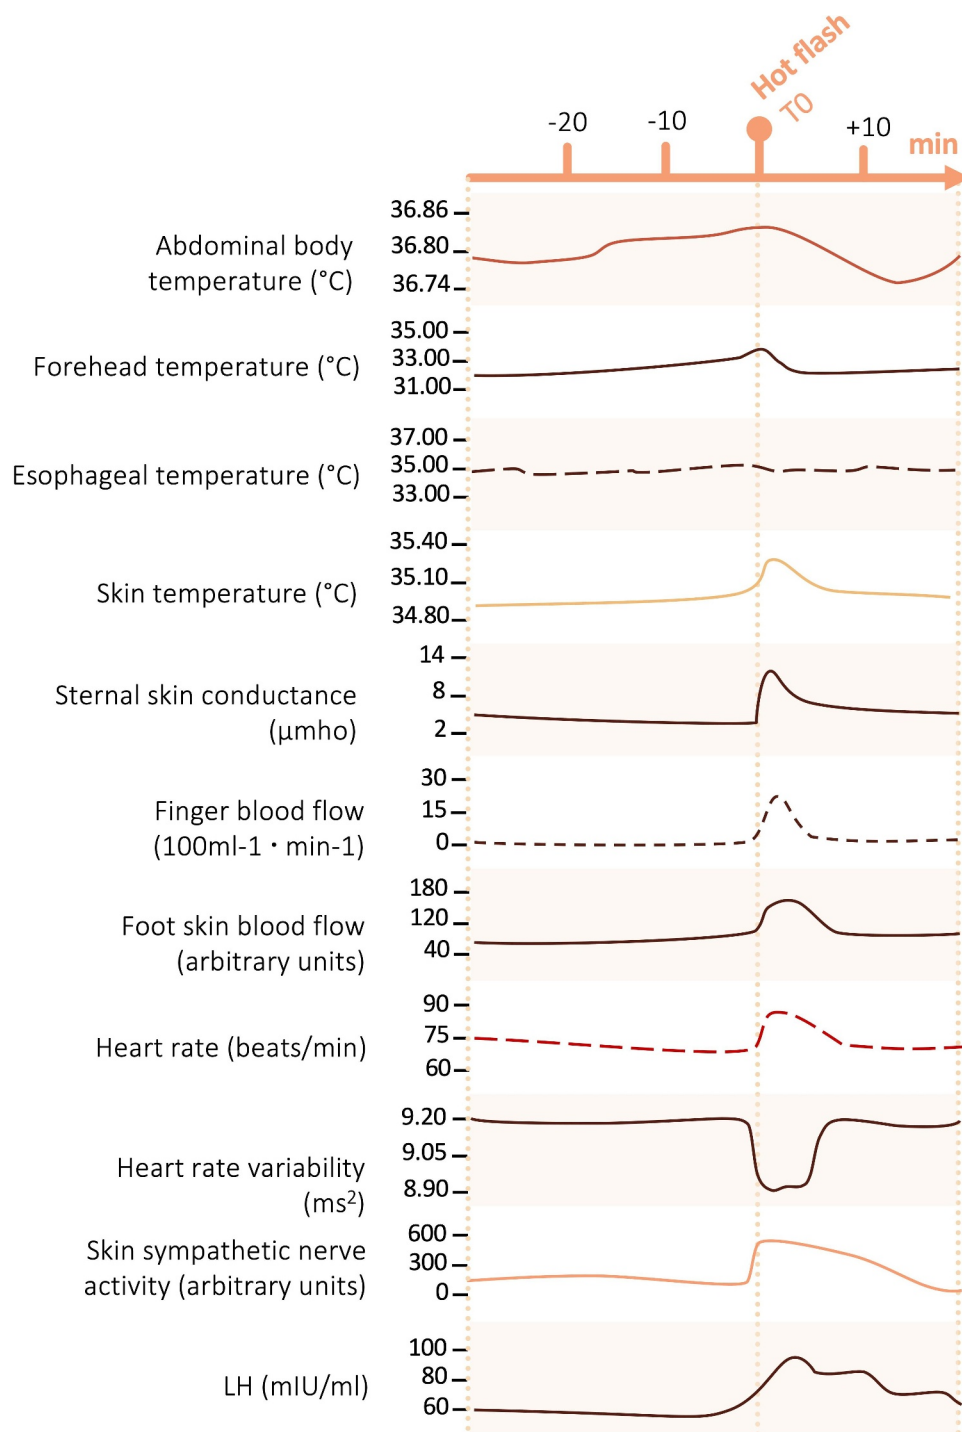 Hot flash
T0
-20
-10
+10
min
36.86
Abdominal body
36.80
temperature (°C)
36.74
35.00
Forehead temperature (°C)
33.00
31.00
37.00
Esophageal temperature (°C)
35.00
33.00
35.40
35.10
Skin temperature (°C)
34.80
14
Sternal skin conductance
8
(µmho)
2
30
Finger blood flow
15
(100ml-1 · min-1)
0
180
Foot skin blood flow
120
(arbitrary units)
40
90
75
Heart rate (beats/min)
60
9.20
9.05
Heart rate variability
(ms²)
8.90
600
Skin sympathetic nerve
300
activity (arbitrary units)
0
100
80
LH (mIU/ml)
60